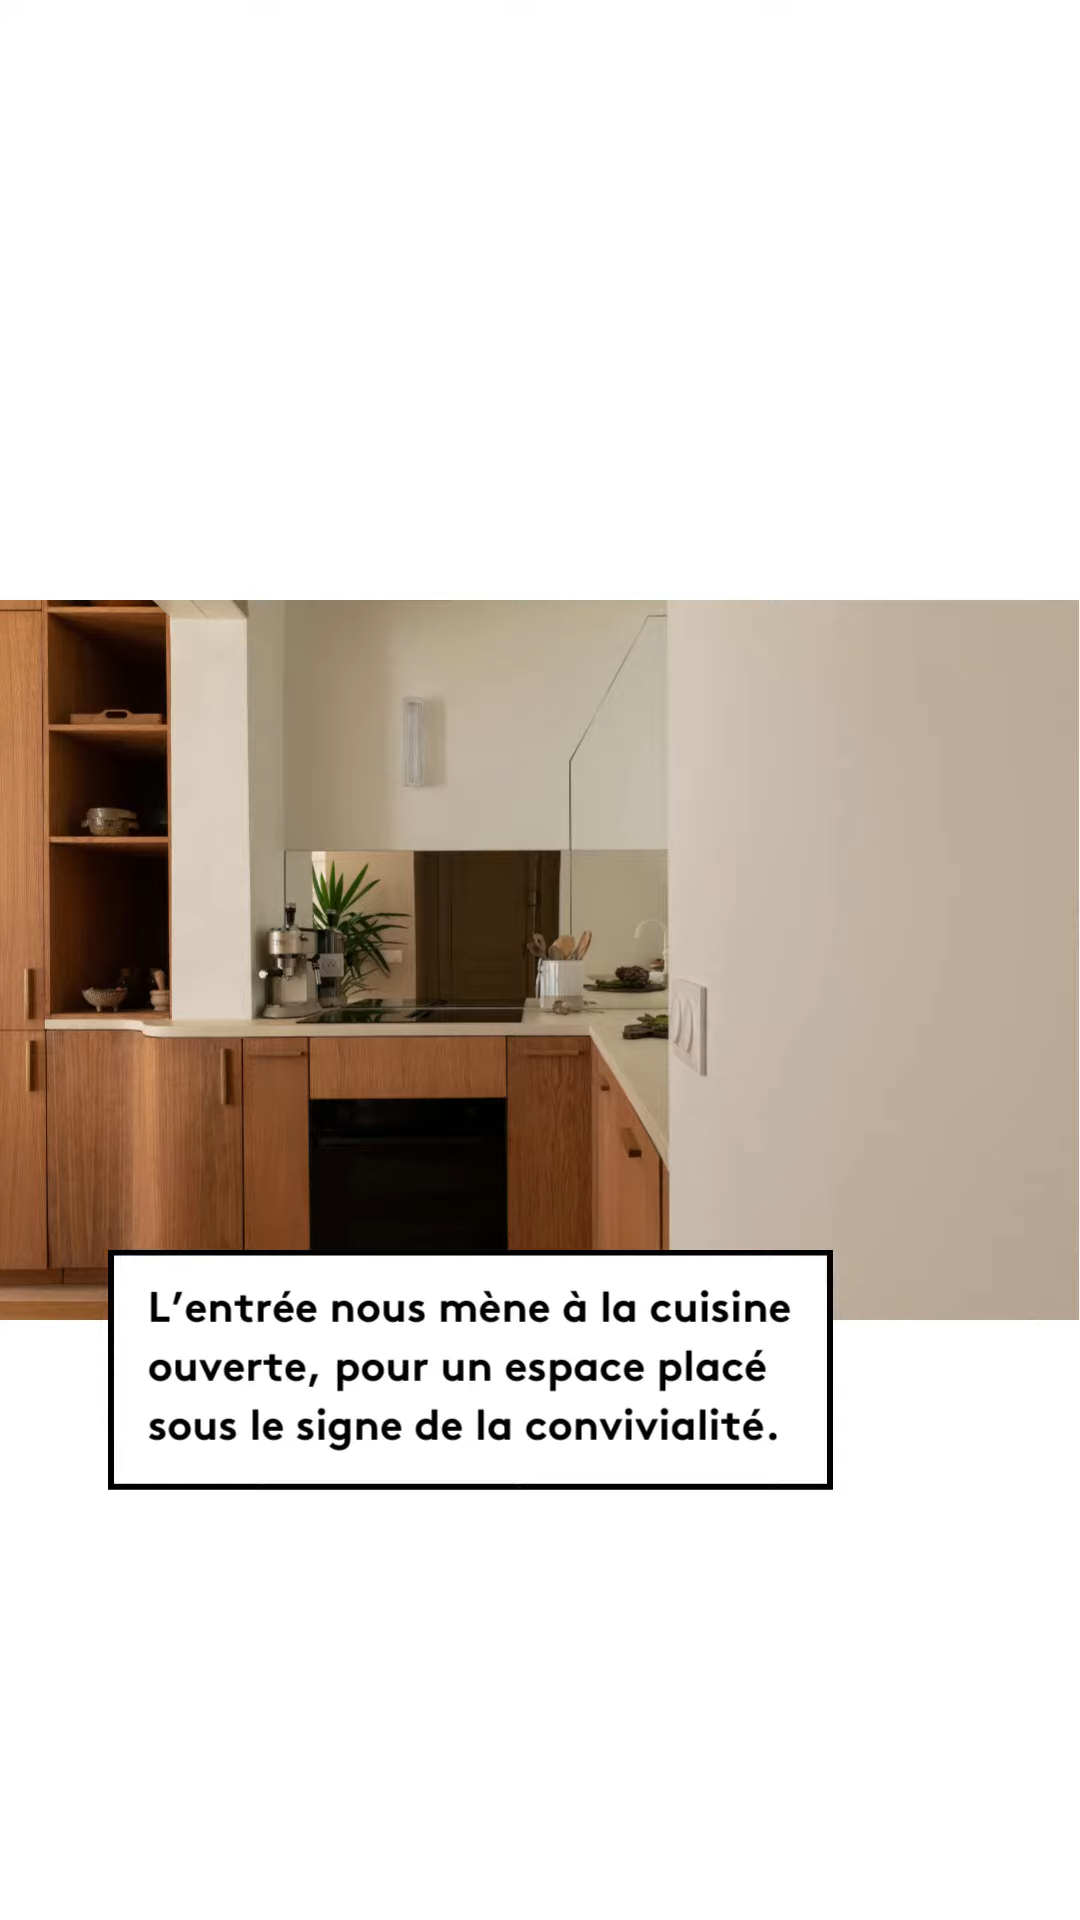 L’entrée nous mène à la cuisine
ouverte, pour un espace placé
sous le signe de la convivialité.